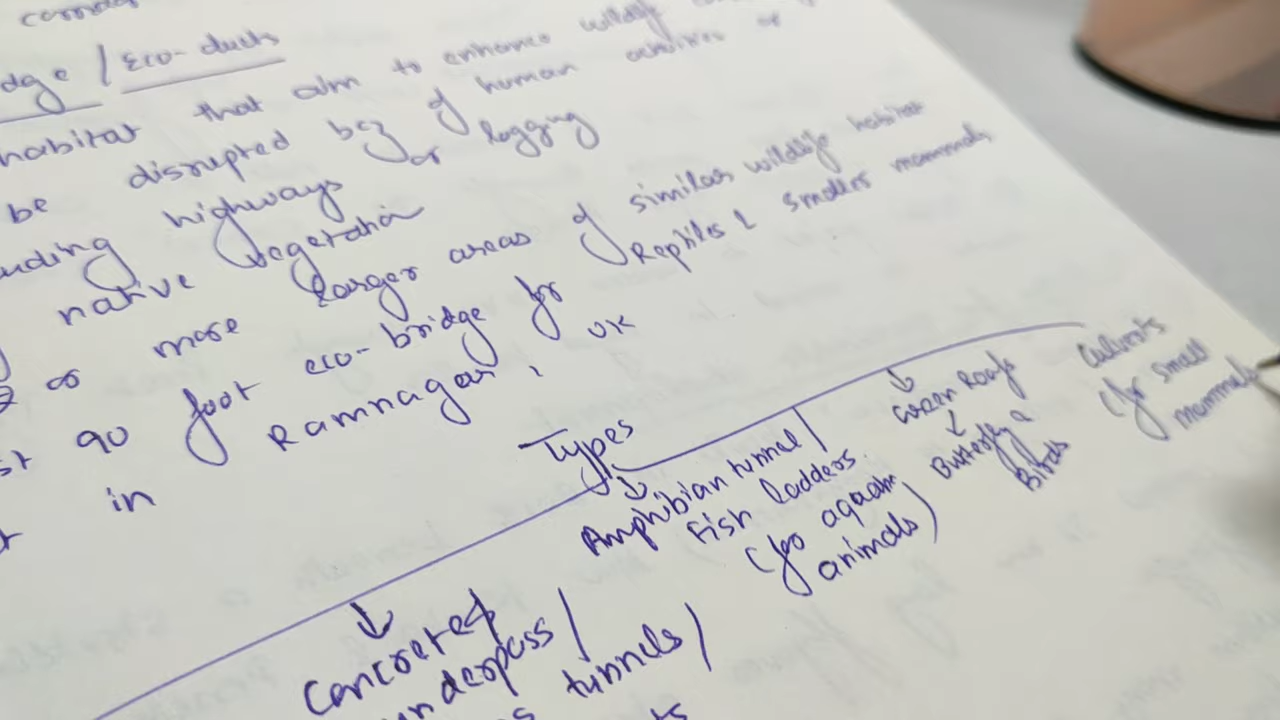 dge / Eco-ducts
habitat that aim to enhance wildlife
be disrupted bcz of human
uding highways or logging
native vegetation
or more larger areas of similar wildlife habitat
90 foot eco-bridge for Reptiles & smaller mammals
in Ramnagar, UK
Types
Amphibian tunnel /
Fish ladders
(for aquatic
animals)
Green Roofs
Butterfly &
Birds
Culverts
(for small
mammals
Concrete
underpass /
tunnels /